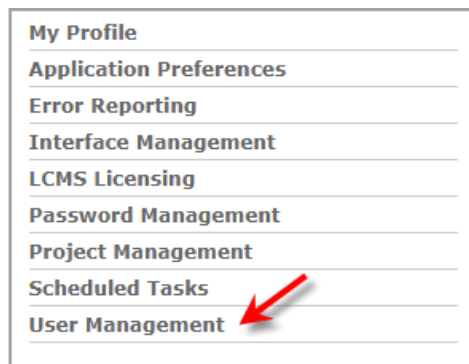 My Profile
Application Preferences
Error Reporting
Interface Management
LCMS Licensing
Password Management
Project Management
Scheduled Tasks
User Management